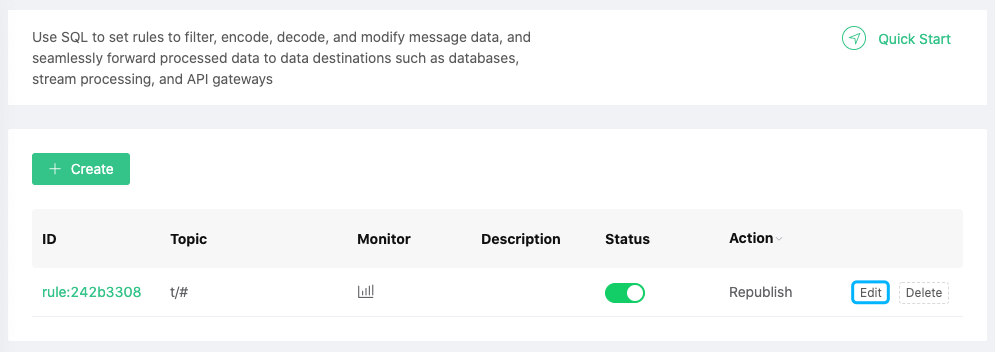 Use SQL to set rules to filter, encode, decode, and modify message data, and
seamlessly forward processed data to data destinations such as databases,
stream processing, and API gateways
Quick Start
Create
ID Topic Monitor Description Status Action
rule:242b3308 t/# Republish Edit Delete